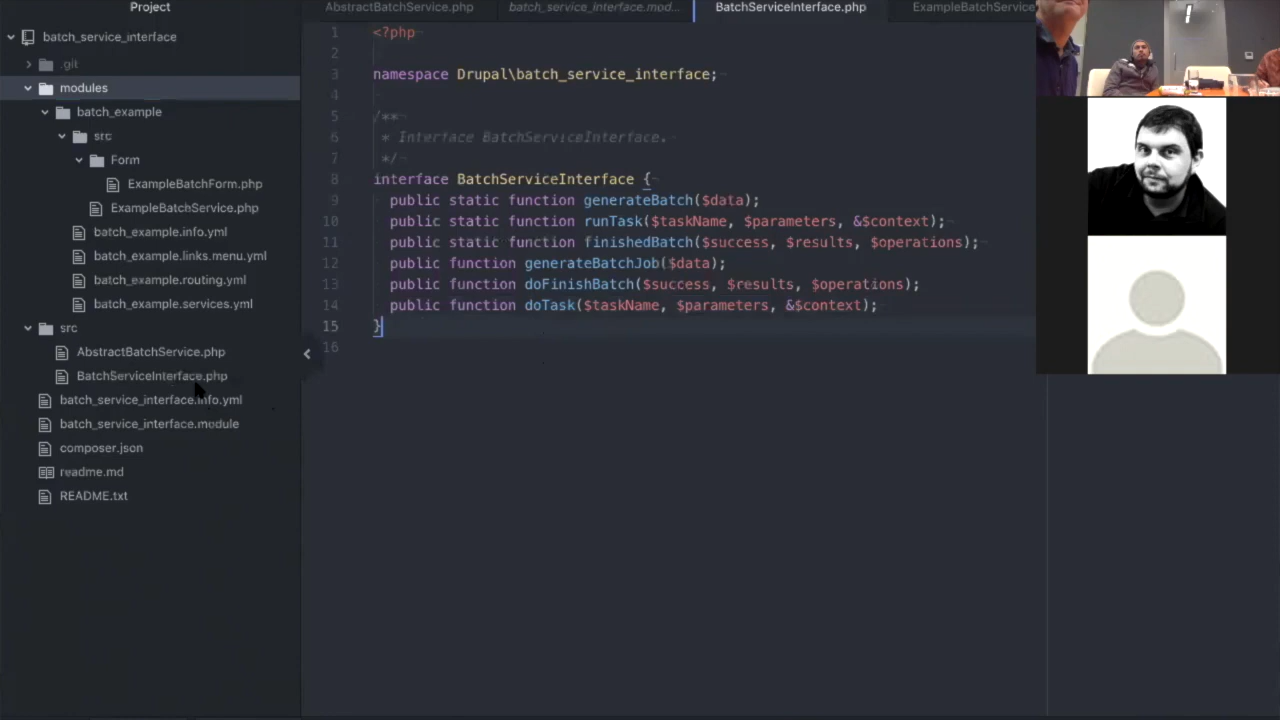 Project
batch_service_interface
.git
modules
batch_example
src
Form
ExampleBatchForm.php
ExampleBatchService.php
batch_example.info.yml
batch_example.links.menu.yml
batch_example.routing.yml
batch_example.services.yml
src
AbstractBatchService.php
BatchServiceInterface.php
batch_service_interface.info.yml
batch_service_interface.module
composer.json
readme.md
README.txt
AbstractBatchService.php
batch_service_interface.mod...
BatchServiceInterface.php
ExampleBatchService
1 <?php
2
3 namespace Drupal\batch_service_interface;
4
5 /**
6  * Interface BatchServiceInterface.
7  */
8 interface BatchServiceInterface {
9   public static function generateBatch($data);
10   public static function runTask($taskName, $parameters, &$context);
11   public static function finishedBatch($success, $results, $operations);
12   public function generateBatchJob($data);
13   public function doFinishBatch($success, $results, $operations);
14   public function doTask($taskName, $parameters, &$context);
15 }
16